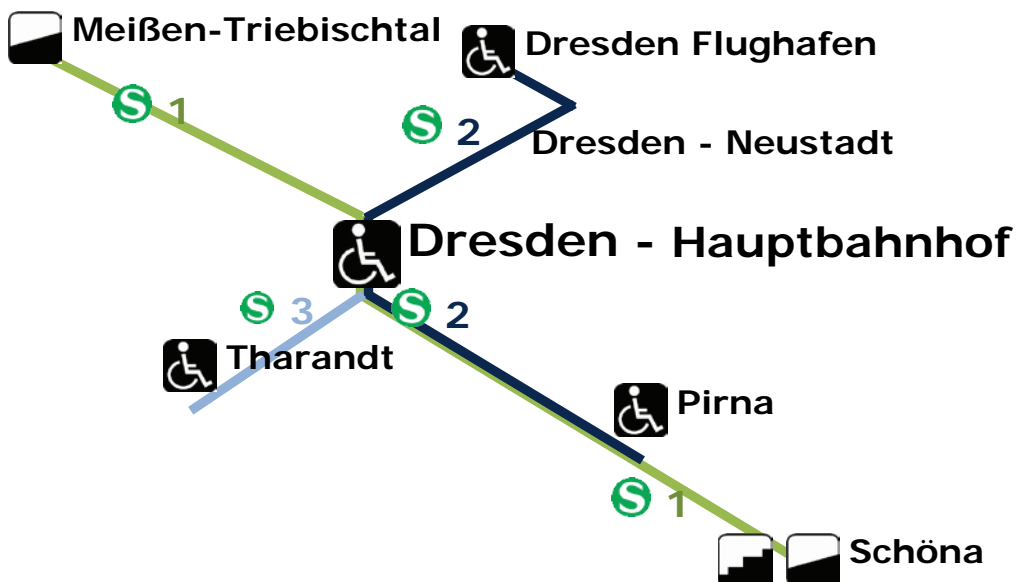 Meißen-Triebischtal
Dresden Flughafen
S 1
S 2
Dresden - Neustadt
Dresden - Hauptbahnhof
S 3
S 2
Tharandt
Pirna
S 1
Schöna